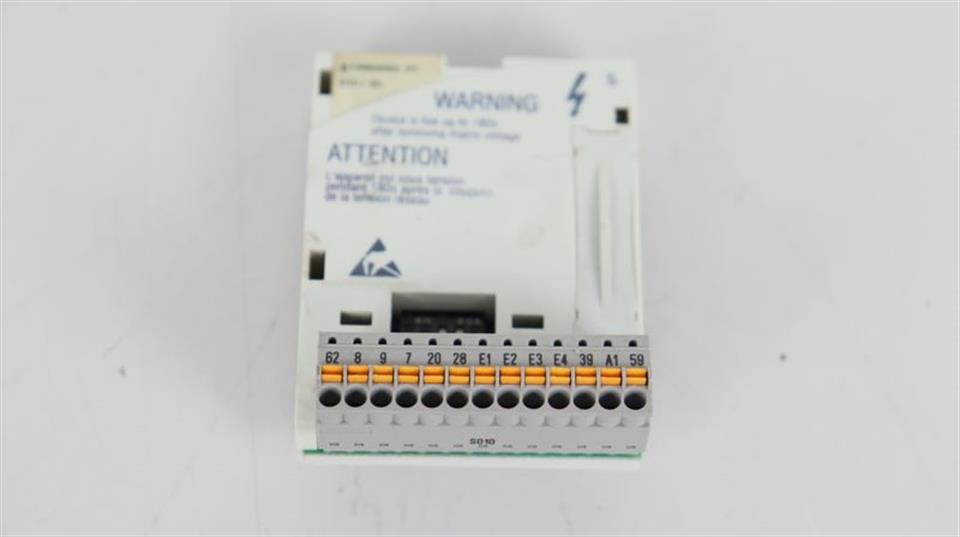 WARNING
Device is live up to 180s
after removing mains voltage
ATTENTION
L'appareil est sous tension
pendant 180s après la coupure
de la tension réseau
62 8 9 7 20 28 E1 E2 E3 E4 39 A1 59
S010